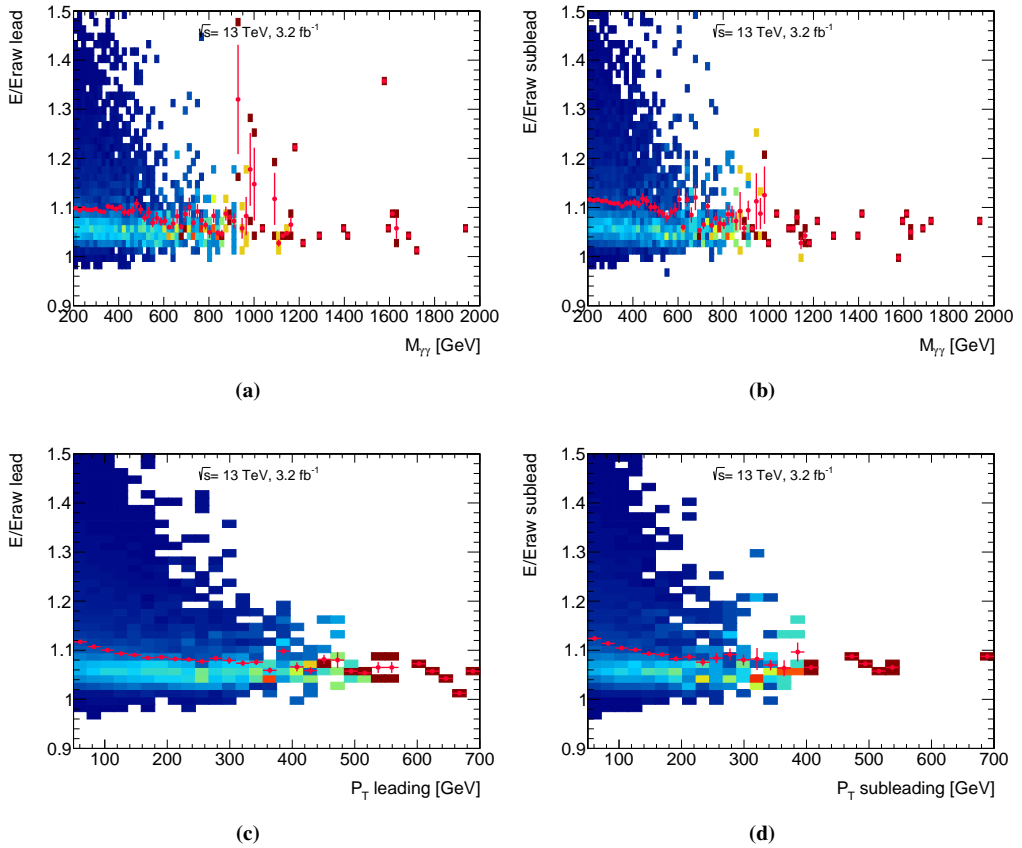 E/Eraw lead
√s= 13 TeV, 3.2 fb⁻¹
1.5
1.4
1.3
1.2
1.1
1
0.9
200 400 600 800 1000 1200 1400 1600 1800 2000
M_γγ [GeV]
(a)
E/Eraw sublead
√s= 13 TeV, 3.2 fb⁻¹
1.5
1.4
1.3
1.2
1.1
1
0.9
200 400 600 800 1000 1200 1400 1600 1800 2000
M_γγ [GeV]
(b)
E/Eraw lead
√s= 13 TeV, 3.2 fb⁻¹
1.5
1.4
1.3
1.2
1.1
1
0.9
100 200 300 400 500 600 700
P_T leading [GeV]
(c)
E/Eraw sublead
√s= 13 TeV, 3.2 fb⁻¹
1.5
1.4
1.3
1.2
1.1
1
0.9
100 200 300 400 500 600 700
P_T subleading [GeV]
(d)